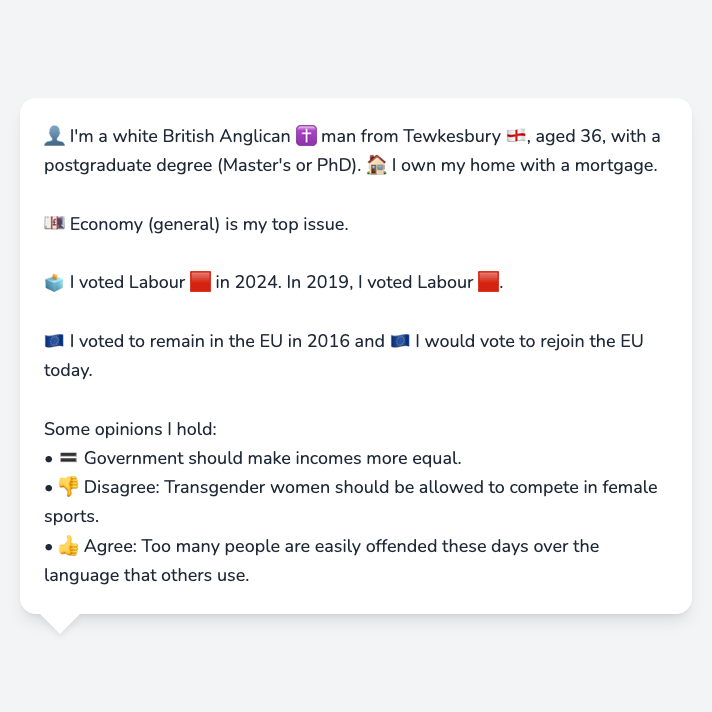 👤 I'm a white British Anglican ✝️ man from Tewkesbury 🏴󠁧󠁢󠁥󠁮󠁧󠁿, aged 36, with a
postgraduate degree (Master's or PhD). 🏠 I own my home with a mortgage.
💷 Economy (general) is my top issue.
🗳️ I voted Labour 🟥 in 2024. In 2019, I voted Labour 🟥.
🇪🇺 I voted to remain in the EU in 2016 and 🇪🇺 I would vote to rejoin the EU
today.
Some opinions I hold:
• 🟰 Government should make incomes more equal.
• 👎 Disagree: Transgender women should be allowed to compete in female
sports.
• 👍 Agree: Too many people are easily offended these days over the
language that others use.